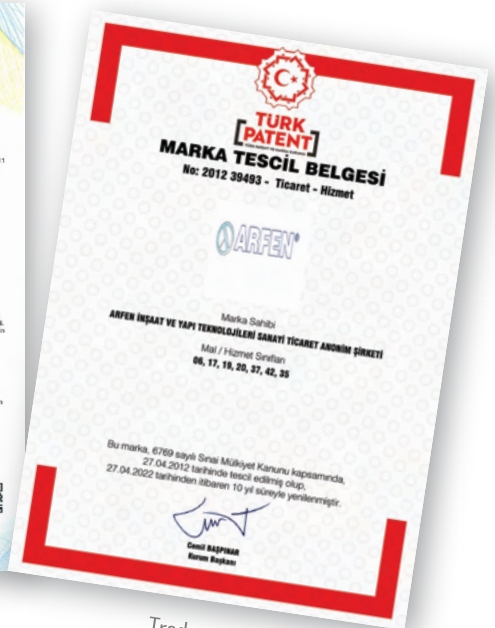 TÜRK
PATENT
MARKA TESCİL BELGESİ
No: 2012 39493 - Ticaret - Hizmet
ARFEN®
Marka Sahibi
ARFEN İNŞAAT VE YAPI TEKNOLOJİLERİ SANAYİ TİCARET ANONİM ŞİRKETİ
Mal / Hizmet Sınıfları
06, 17, 19, 20, 37, 42, 35
Bu marka, 6769 sayılı Sınai Mülkiyet Kanunu kapsamında,
27.04.2012 tarihinde tescil edilmiş olup,
27.04.2022 tarihinden itibaren 10 yıl süreyle yenilenmiştir.
Cemil BAŞPINAR
Kurum Başkanı